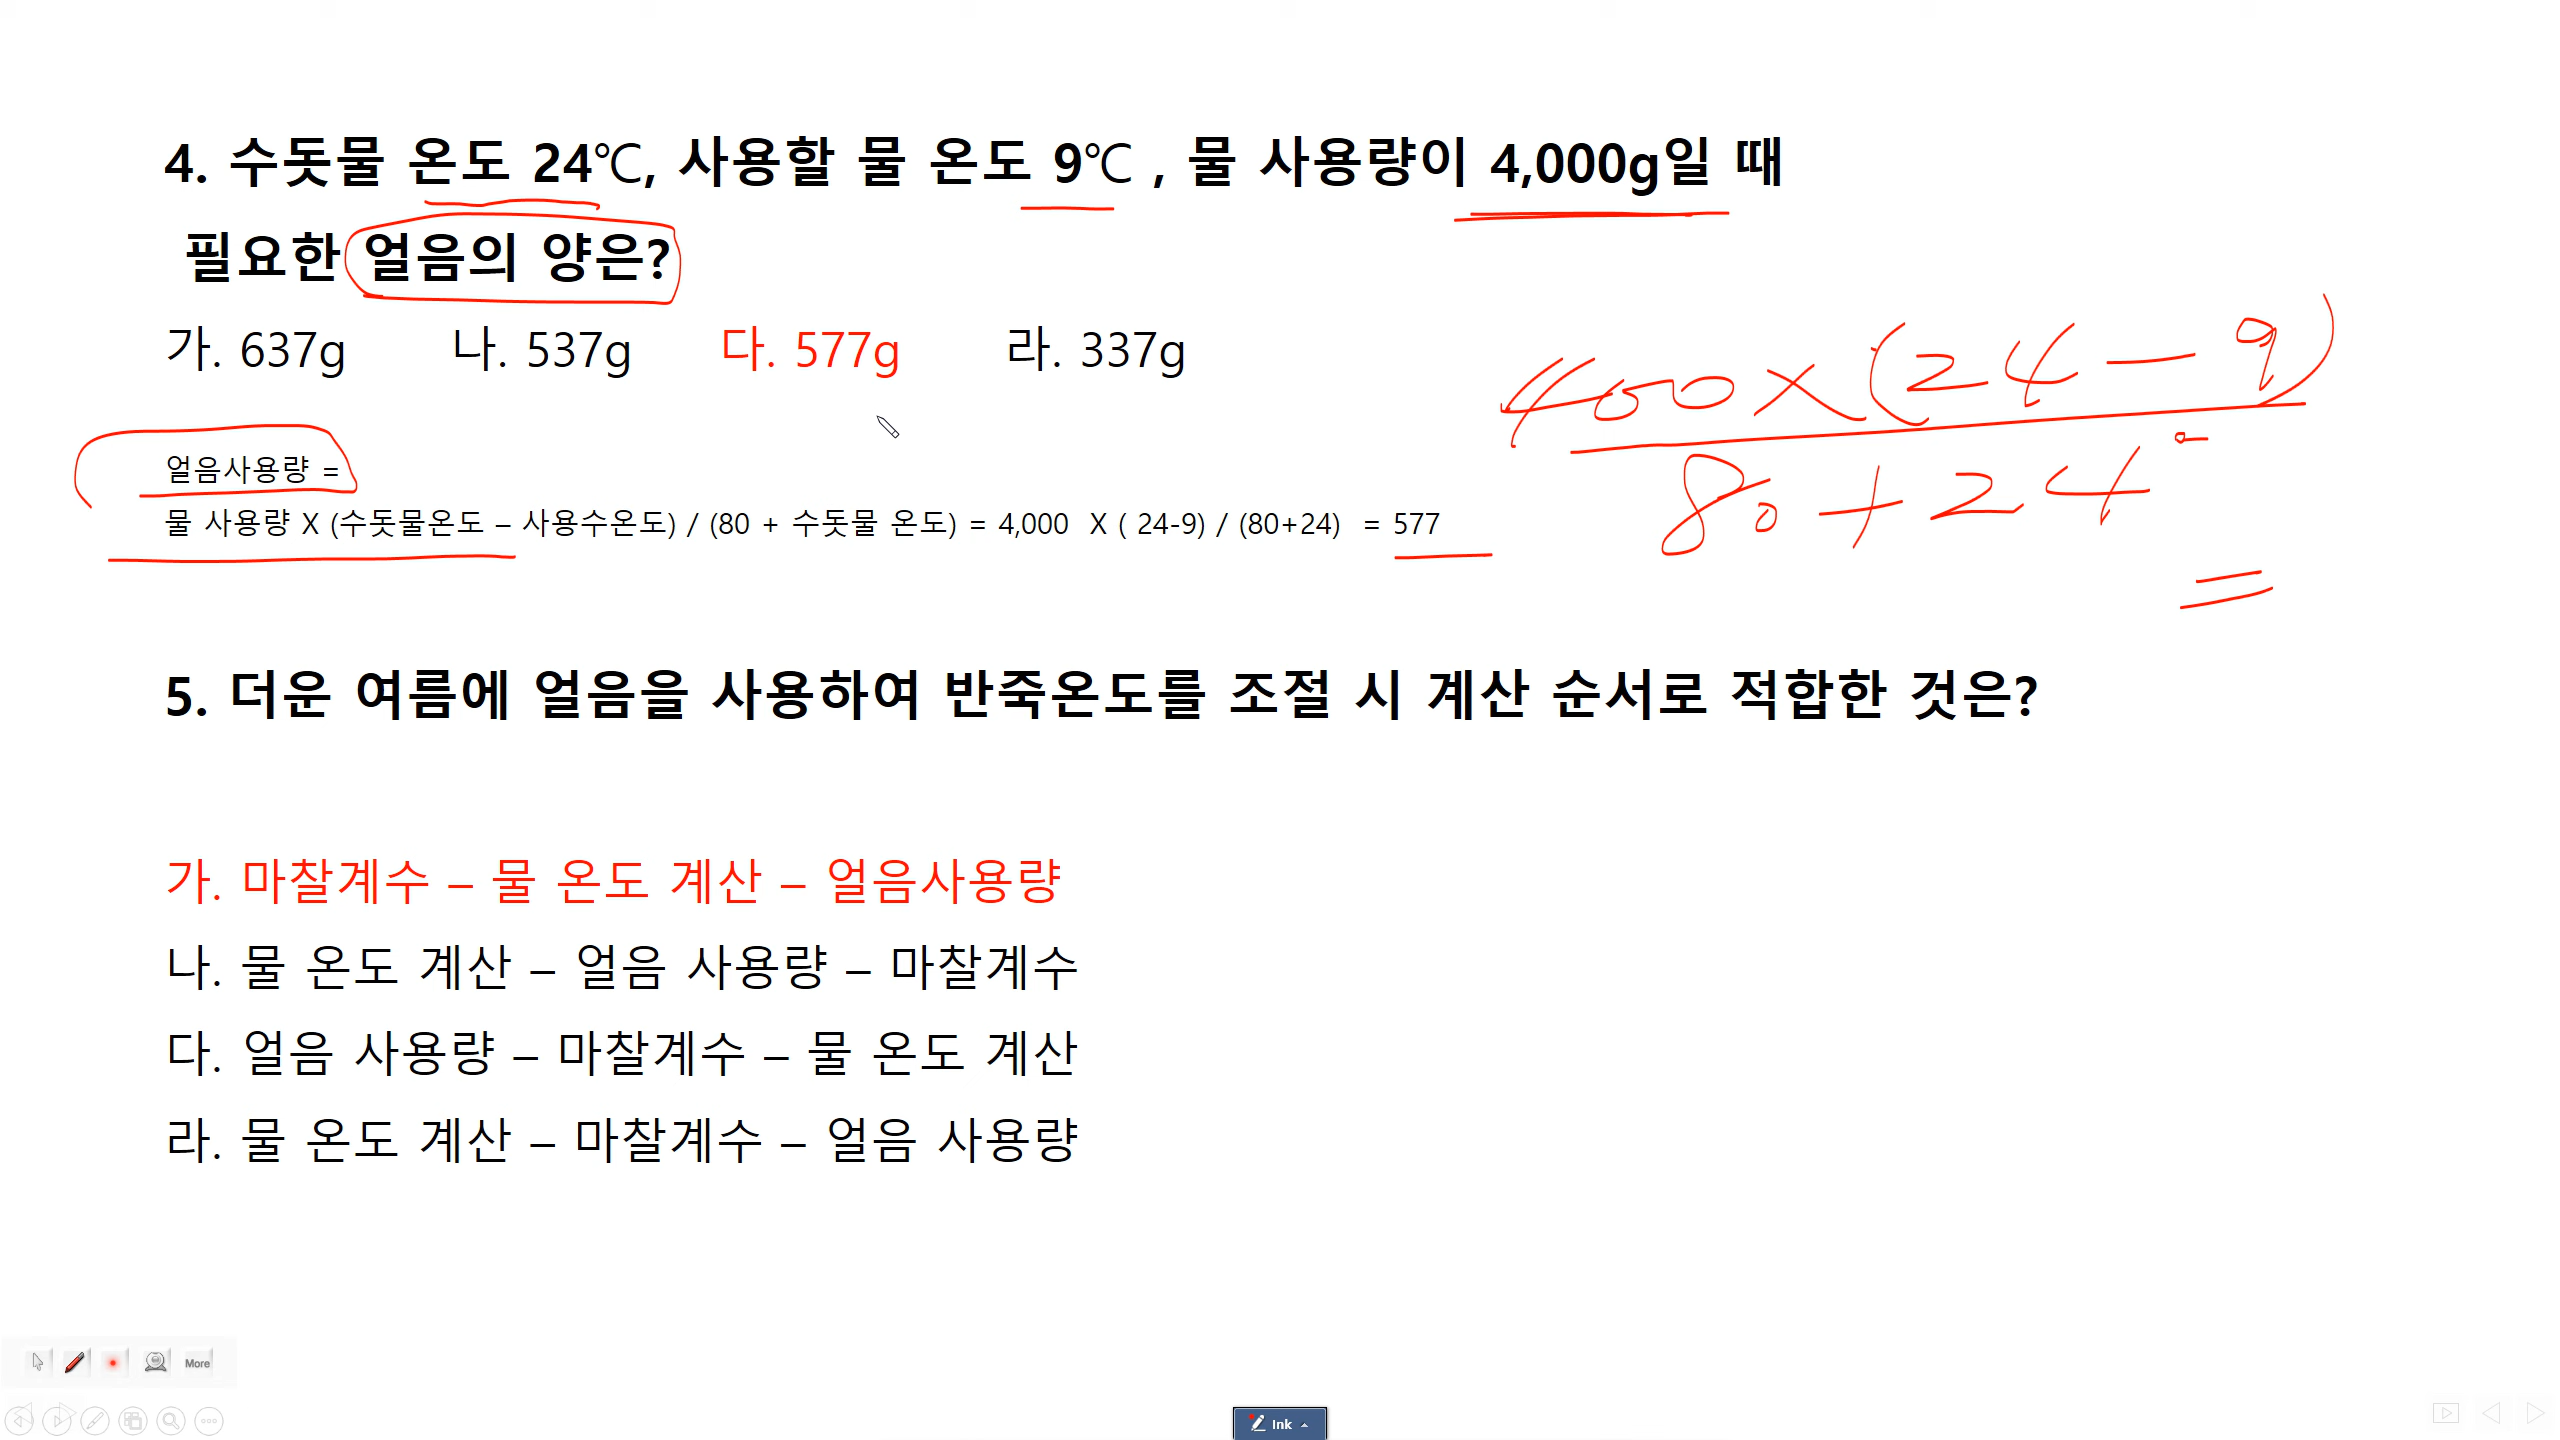 4. 수돗물 온도 24℃, 사용할 물 온도 9℃ , 물 사용량이 4,000g일 때
필요한 얼음의 양은?
가. 637g 나. 537g 다. 577g 라. 337g
400 X (24-9)
얼음사용량 =
80+24°
물 사용량 X (수돗물온도 – 사용수온도) / (80 + 수돗물 온도) = 4,000 X ( 24-9) / (80+24) = 577
=
5. 더운 여름에 얼음을 사용하여 반죽온도를 조절 시 계산 순서로 적합한 것은?
가. 마찰계수 – 물 온도 계산 – 얼음사용량
나. 물 온도 계산 – 얼음 사용량 – 마찰계수
다. 얼음 사용량 – 마찰계수 – 물 온도 계산
라. 물 온도 계산 – 마찰계수 – 얼음 사용량
More
Ink